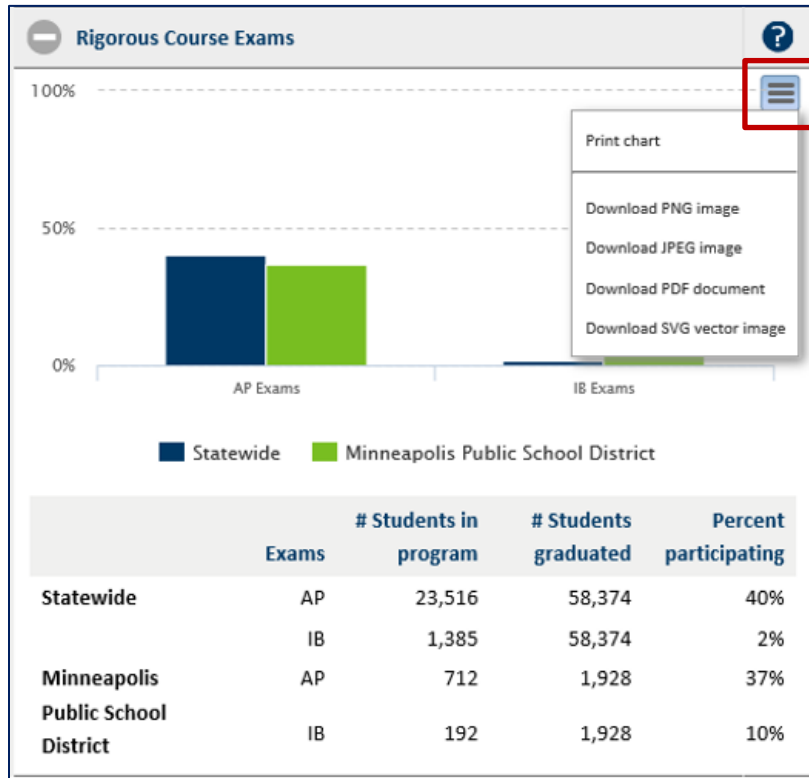 Rigorous Course Exams
?
100%
Print chart
Download PNG image
50%
Download JPEG image
Download PDF document
Download SVG vector image
0%
AP Exams IB Exams
Statewide Minneapolis Public School District
# Students in # Students Percent
Exams program graduated participating
Statewide AP 23,516 58,374 40%
IB 1,385 58,374 2%
Minneapolis AP 712 1,928 37%
Public School
District IB 192 1,928 10%